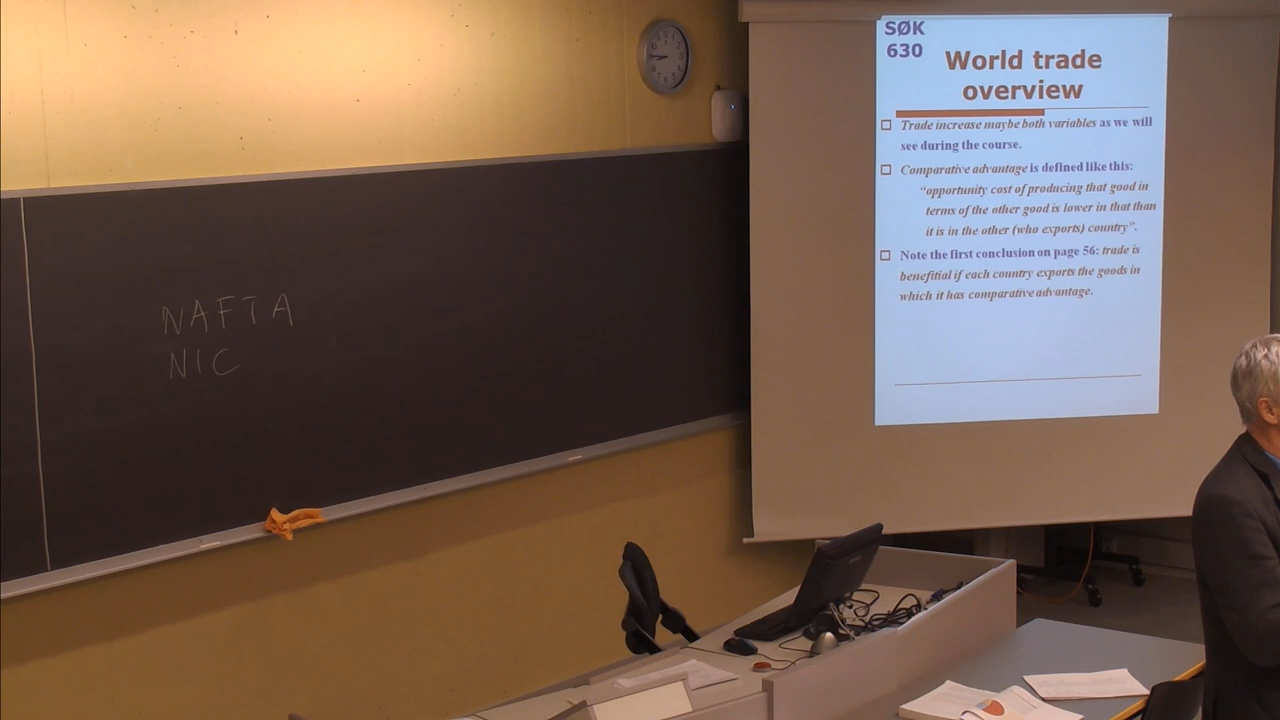 NAFTA
NIC
SØK
630
World trade
overview
Trade increase maybe both variables as we will
see during the course.
Comparative advantage is defined like this:
“opportunity cost of producing that good in
terms of the other good is lower in that than
it is in the other (who exports) country”.
Note the first conclusion on page 56: trade is
benefitial if each country exports the goods in
which it has comparative advantage.